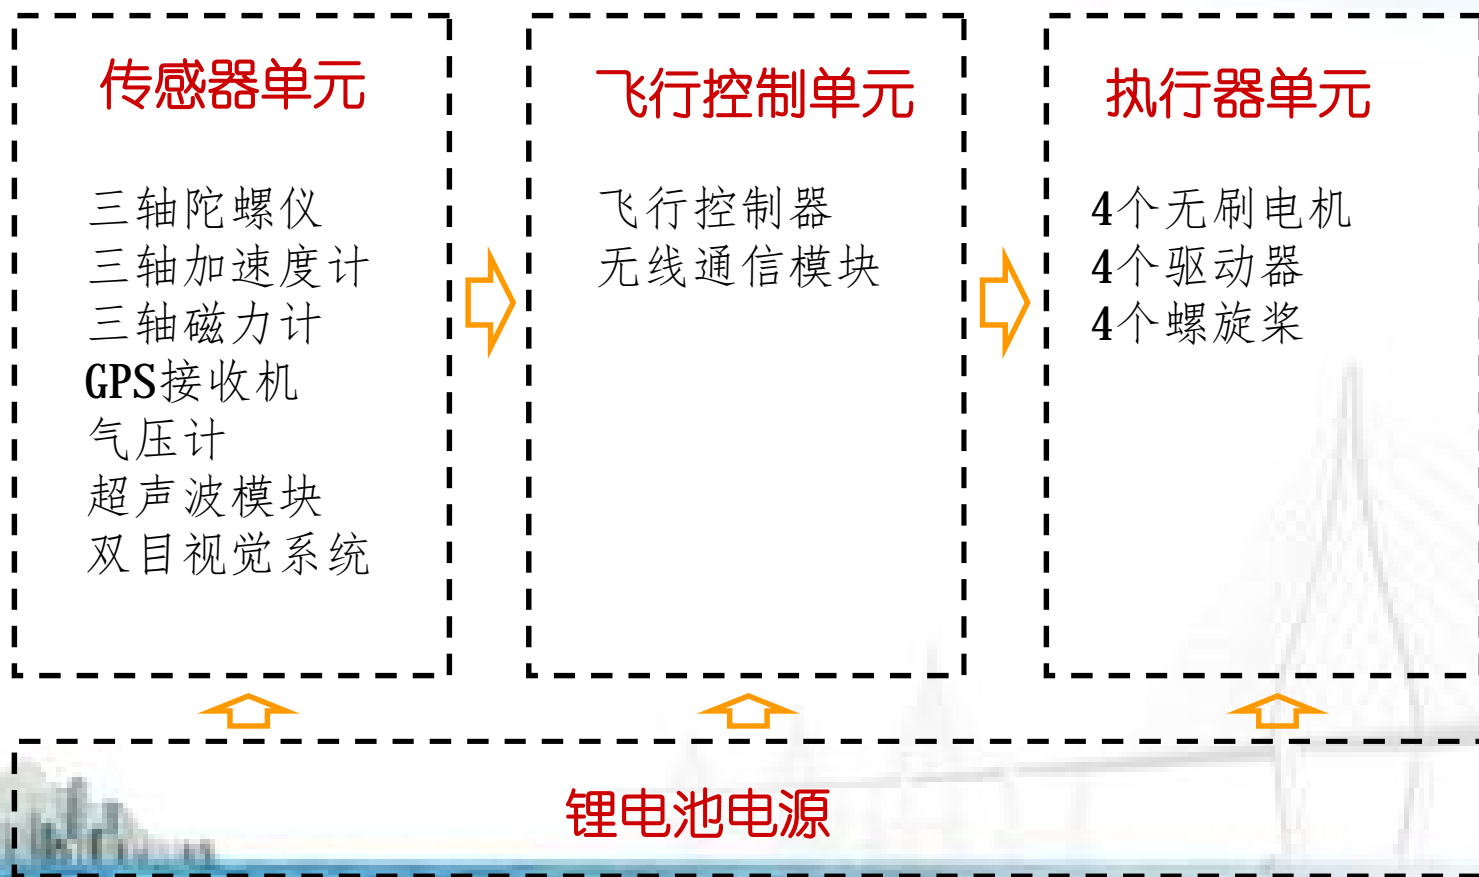 传感器单元
三轴陀螺仪
三轴加速度计
三轴磁力计
GPS接收机
气压计
超声波模块
双目视觉系统
飞行控制单元
飞行控制器
无线通信模块
执行器单元
4个无刷电机
4个驱动器
4个螺旋桨
锂电池电源